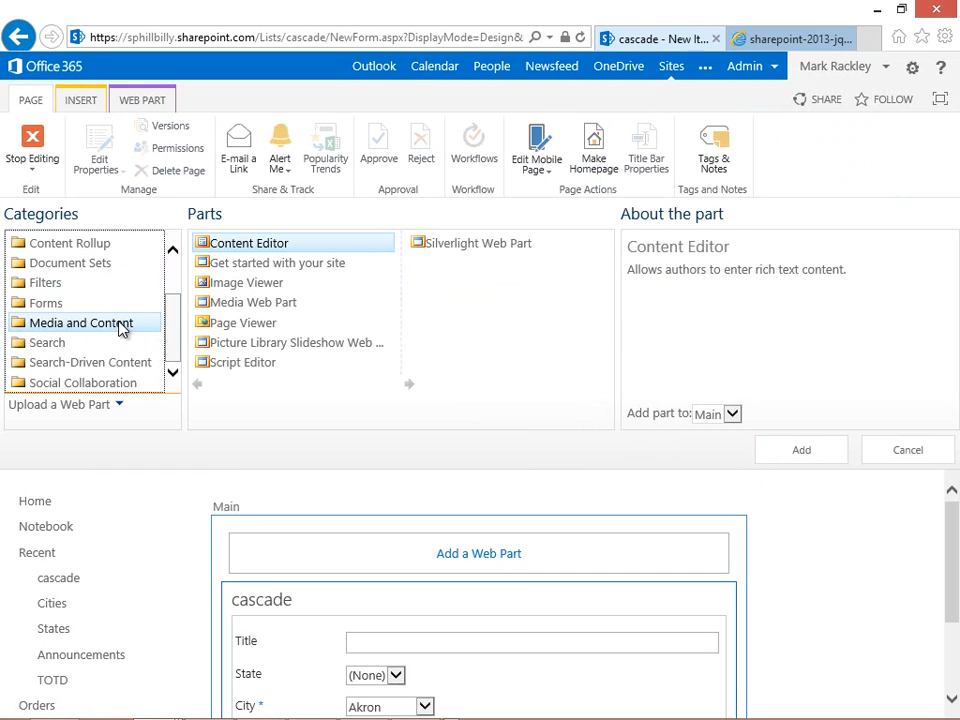 https://sphillbilly.sharepoint.com/Lists/cascade/NewForm.aspx?DisplayMode=Design&
cascade - New It...
sharepoint-2013-jq...
Office 365
Outlook Calendar People Newsfeed OneDrive Sites ... Admin Mark Rackley ?
PAGE INSERT WEB PART
SHARE FOLLOW
Stop Editing
Edit Properties
Versions
Permissions
Delete Page
E-mail a Link
Alert Me
Popularity Trends
Approve
Reject
Workflows
Edit Mobile Page
Make Homepage
Title Bar Properties
Tags & Notes
Edit Manage Share & Track Approval Workflow Page Actions Tags and Notes
Categories
Content Rollup
Document Sets
Filters
Forms
Media and Content
Search
Search-Driven Content
Social Collaboration
Upload a Web Part
Parts
Content Editor
Get started with your site
Image Viewer
Media Web Part
Page Viewer
Picture Library Slideshow Web ...
Script Editor
Silverlight Web Part
About the part
Content Editor
Allows authors to enter rich text content.
Add part to: Main
Add Cancel
Home
Notebook
Recent
cascade
Cities
States
Announcements
TOTD
Orders
Main
Add a Web Part
cascade
Title
State (None)
City * Akron